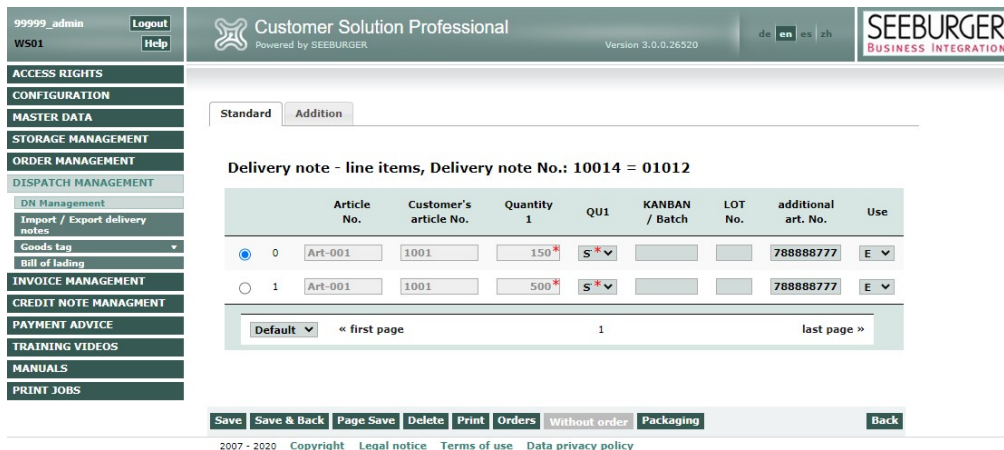 99999_admin Logout
WS01 Help
Customer Solution Professional
Powered by SEEBURGER
Version 3.0.0.26520
de en es zh
SEEBURGER
BUSINESS INTEGRATION
ACCESS RIGHTS
CONFIGURATION
MASTER DATA
STORAGE MANAGEMENT
ORDER MANAGEMENT
DISPATCH MANAGEMENT
DN Management
Import / Export delivery
notes
Goods tag
Bill of lading
INVOICE MANAGEMENT
CREDIT NOTE MANAGMENT
PAYMENT ADVICE
TRAINING VIDEOS
MANUALS
PRINT JOBS
Standard Addition
Delivery note - line items, Delivery note No.: 10014 = 01012
Article No. Customer's article No. Quantity 1 QU1 KANBAN / Batch LOT No. additional art. No. Use
0 Art-001 1001 150* S* 788888777 E
1 Art-001 1001 500* S* 788888777 E
Default « first page 1 last page »
Save Save & Back Page Save Delete Print Orders Without order Packaging Back
2007 - 2020 Copyright Legal notice Terms of use Data privacy policy